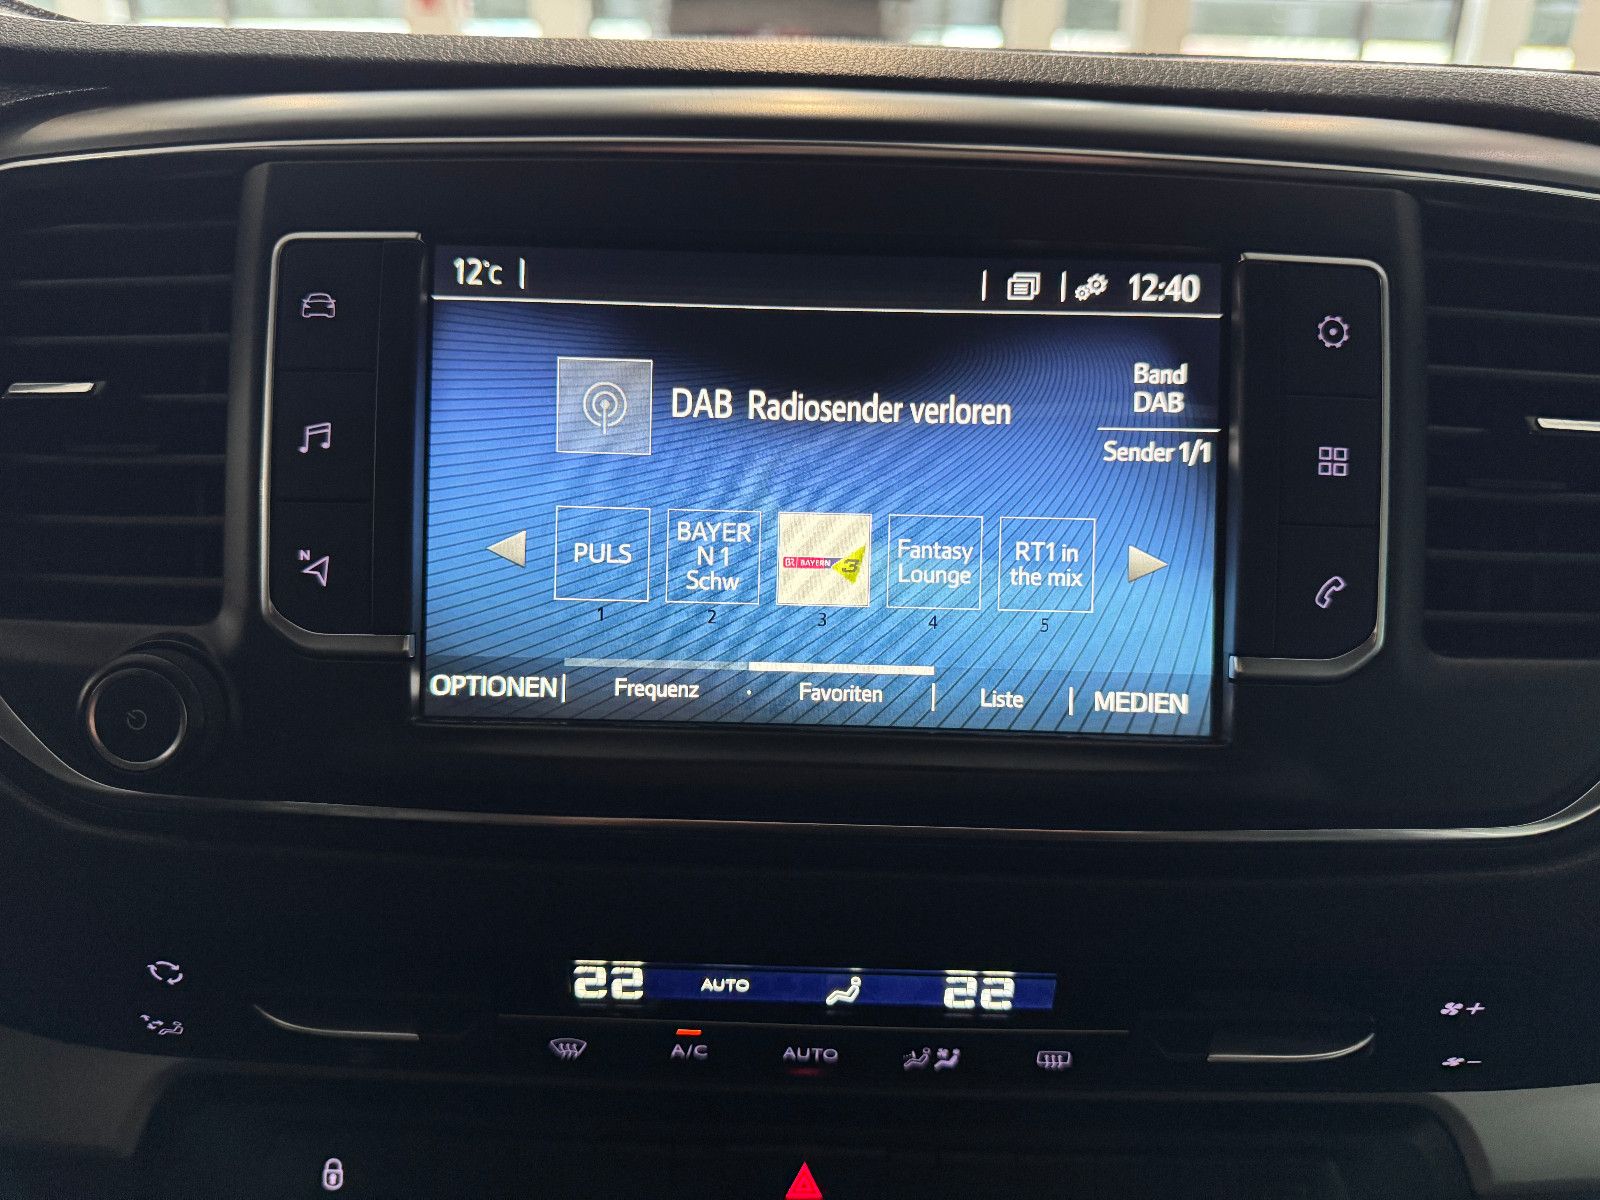 12°C
12:40
DAB Radiosender verloren
Band
DAB
Sender 1/1
PULS
BAYER
N 1
Schw
BR BAYERN 3
Fantasy
Lounge
RT1 in
the mix
1
2
3
4
5
OPTIONEN
Frequenz
Favoriten
Liste
MEDIEN
N
22
AUTO
22
A/C
AUTO